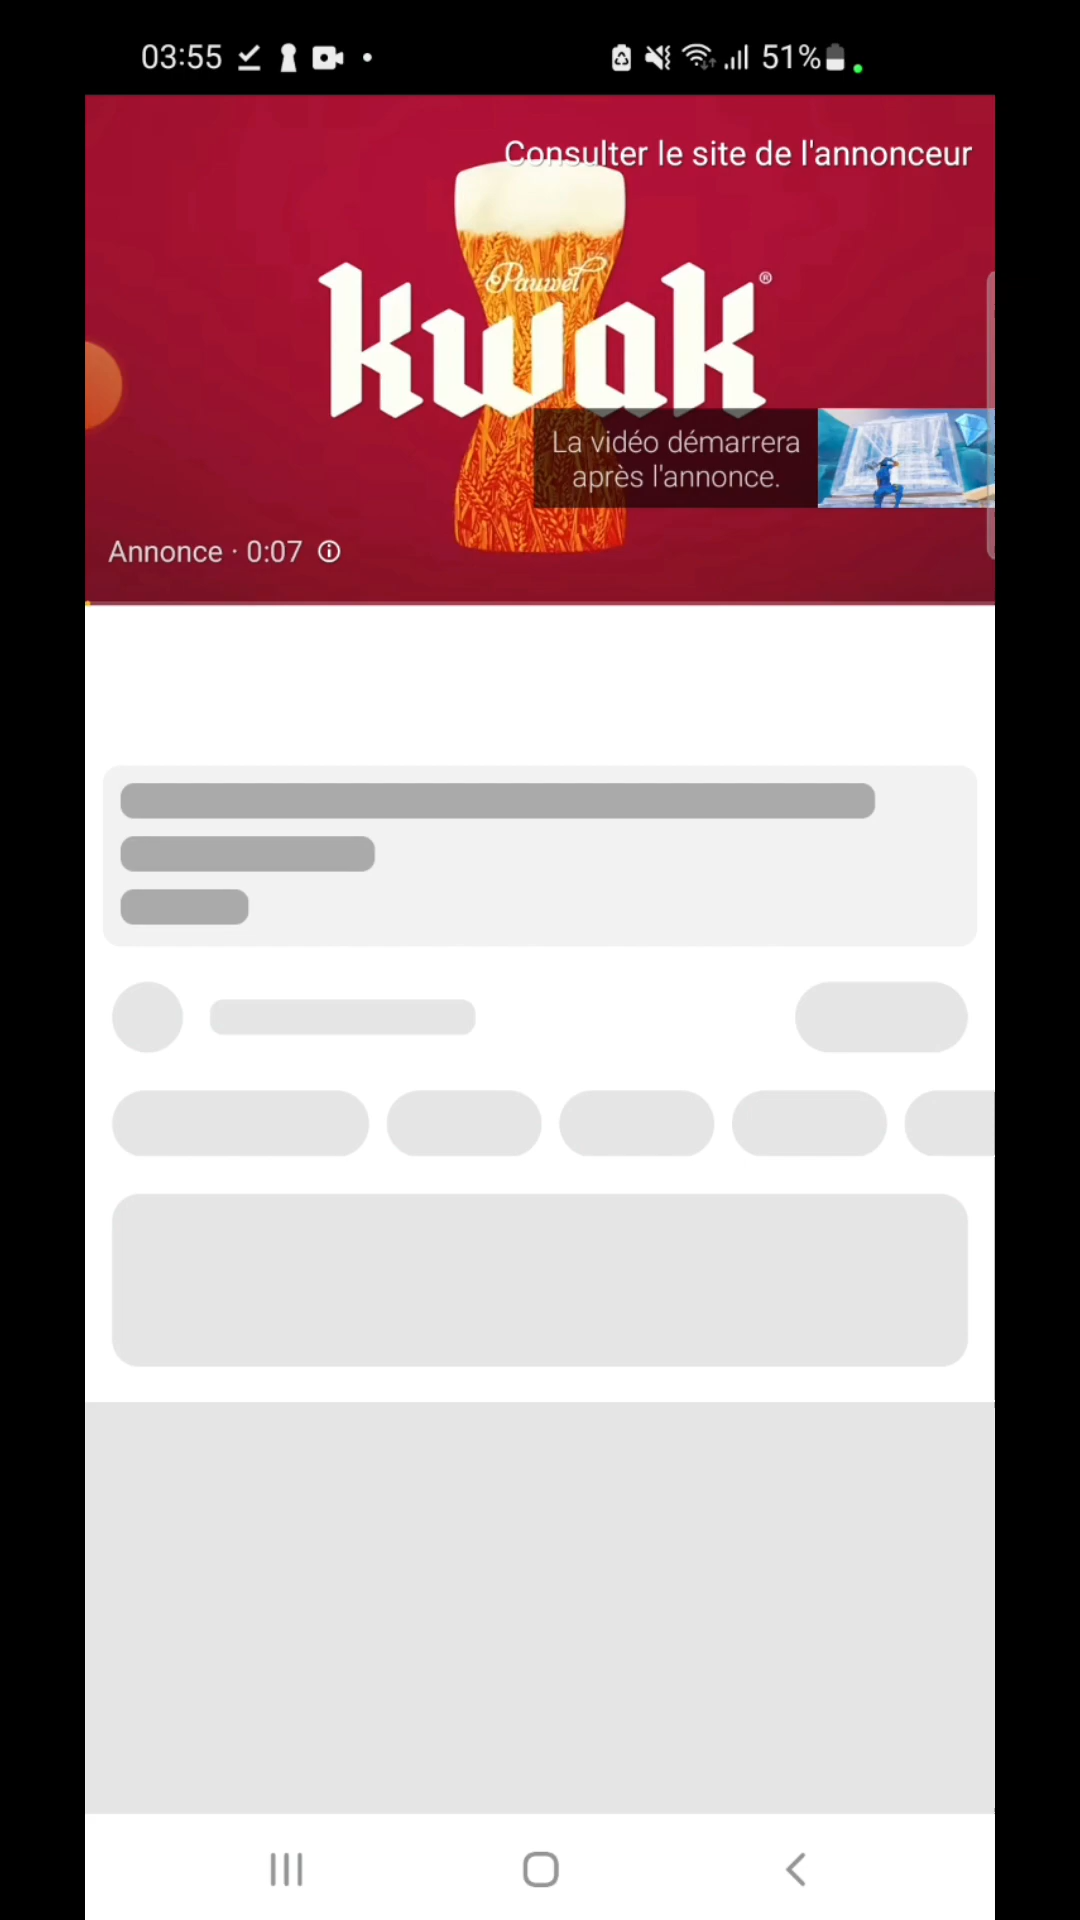 03:55
51%
Consulter le site de l'annonceur
Pauwel
kwak®
La vidéo démarrera
après l'annonce.
Annonce · 0:07